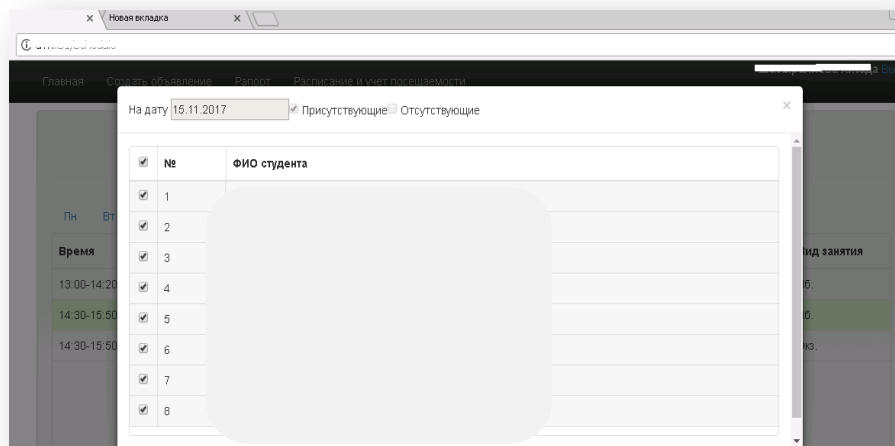 Новая вкладка
Главная Создать объявление Рапорт Расписание и учет посещаемости
На дату 15.11.2017 Присутствующие Отсутствующие
№ ФИО студента
1
2
3
4
5
6
7
8
Пн Вт
Время ид занятия
13:00-14:20 б.
14:30-15:50 б.
14:30-15:50 кз.